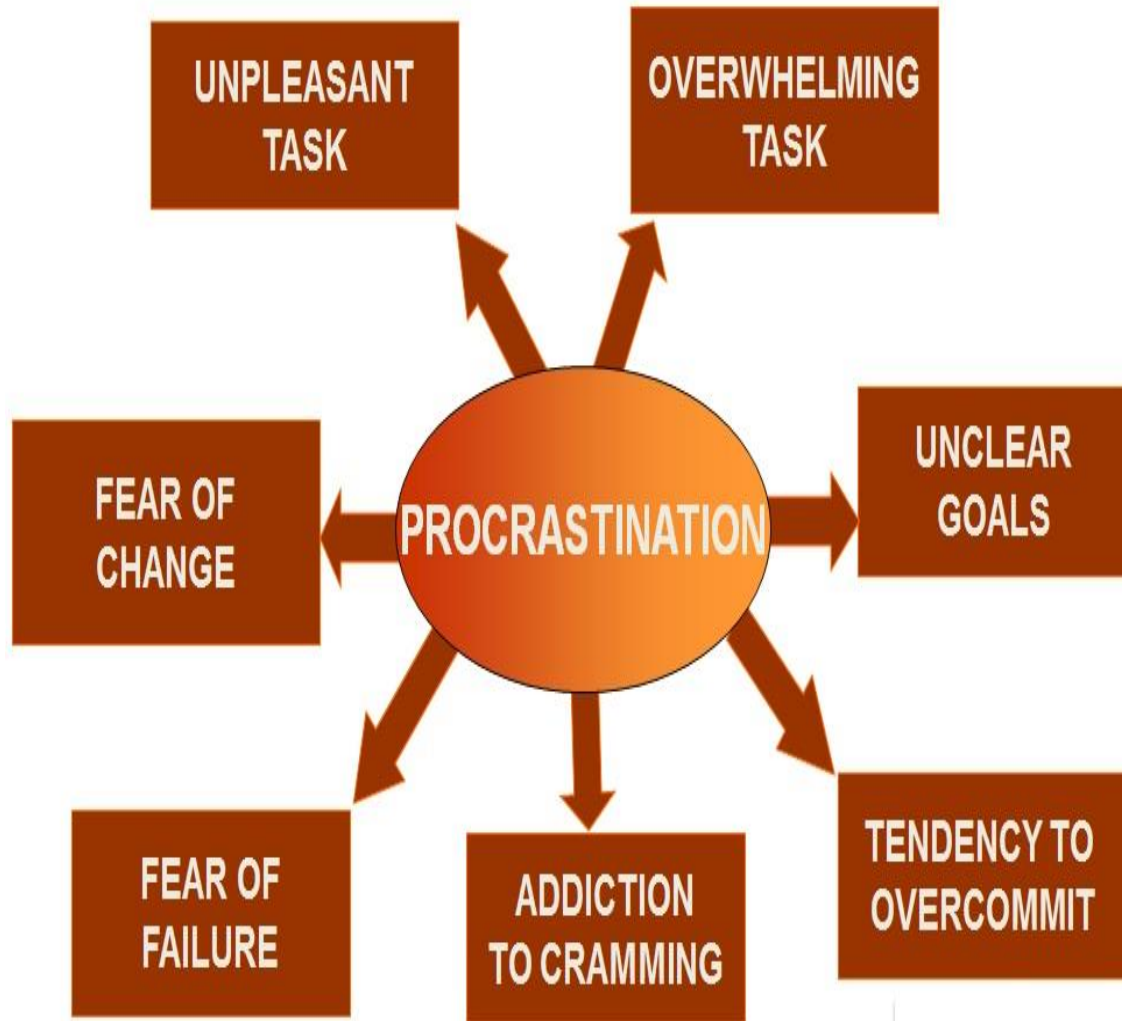 UNPLEASANT
TASK
OVERWHELMING
TASK
FEAR OF
CHANGE
PROCRASTINATION
UNCLEAR
GOALS
FEAR OF
FAILURE
ADDICTION
TO CRAMMING
TENDENCY TO
OVERCOMMIT